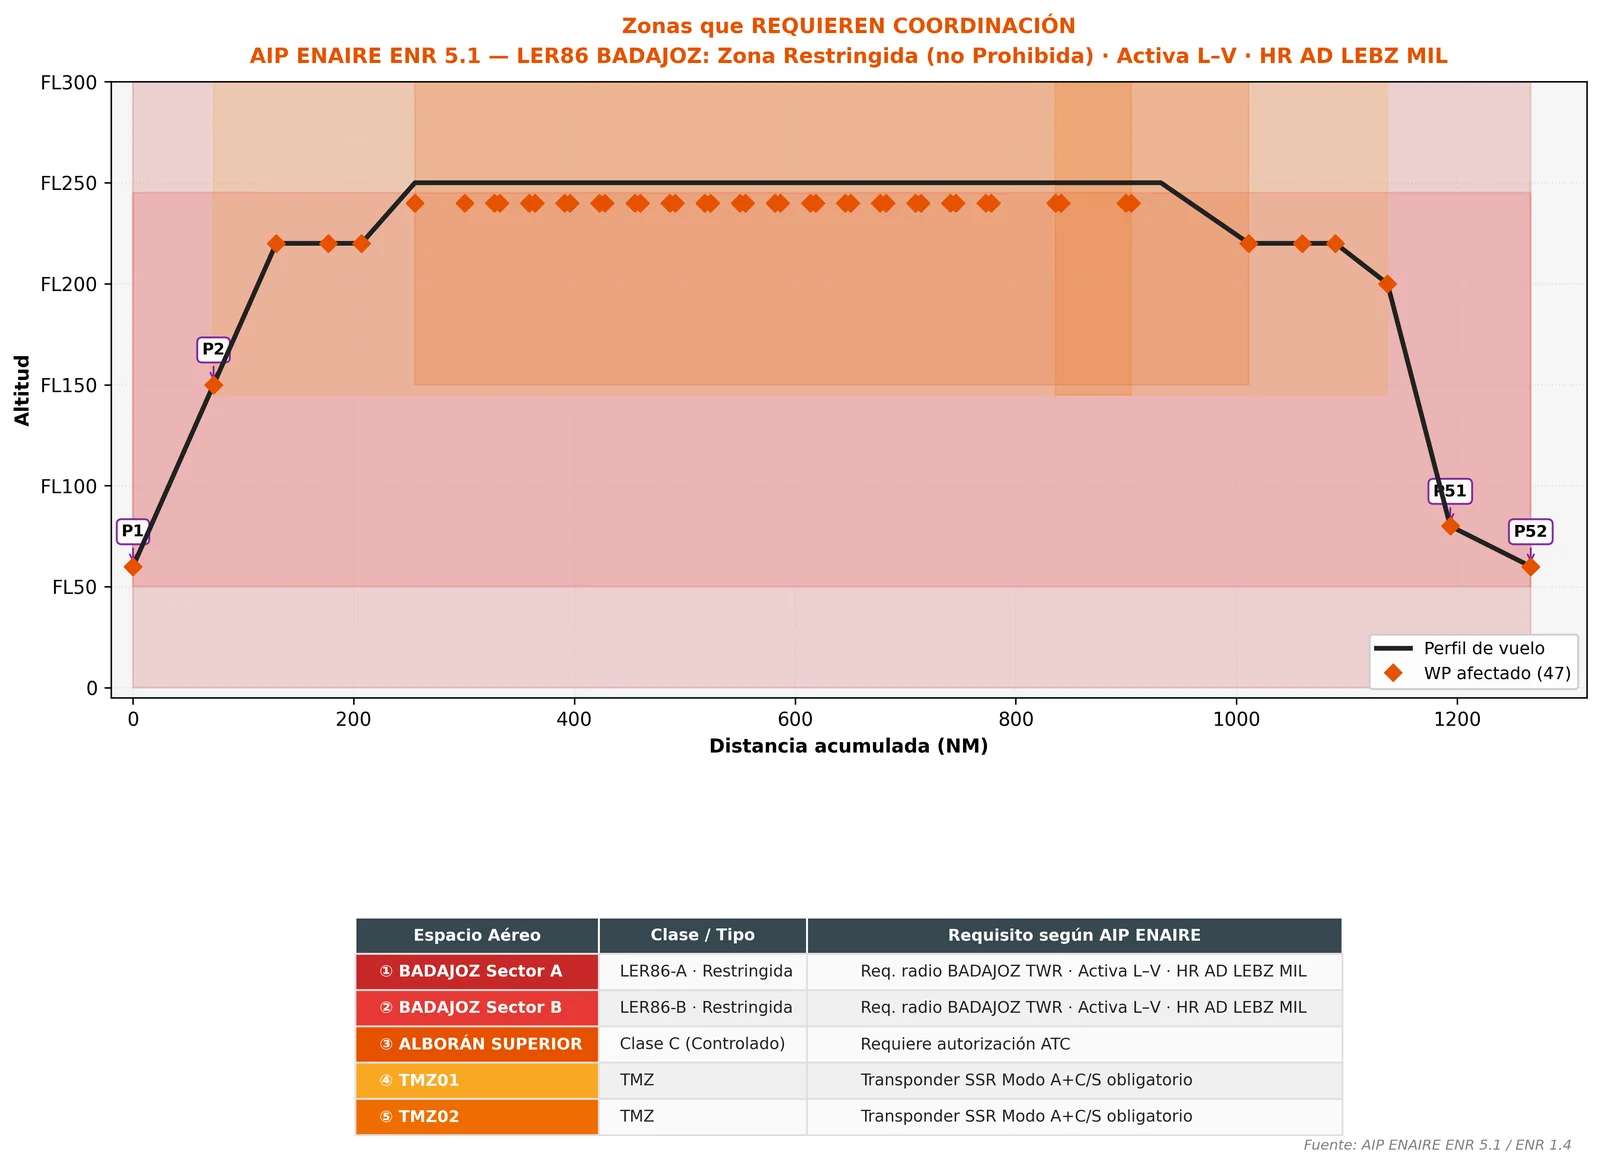 Zonas que REQUIEREN COORDINACIÓN
AIP ENAIRE ENR 5.1 — LER86 BADAJOZ: Zona Restringida (no Prohibida) · Activa L–V · HR AD LEBZ MIL
FL300
FL250
FL200
FL150
FL100
FL50
0
Altitud
P1
P2
P51
P52
Perfil de vuelo
WP afectado (47)
0 200 400 600 800 1000 1200
Distancia acumulada (NM)
Espacio Aéreo Clase / Tipo Requisito según AIP ENAIRE
① BADAJOZ Sector A LER86-A · Restringida Req. radio BADAJOZ TWR · Activa L–V · HR AD LEBZ MIL
② BADAJOZ Sector B LER86-B · Restringida Req. radio BADAJOZ TWR · Activa L–V · HR AD LEBZ MIL
③ ALBORÁN SUPERIOR Clase C (Controlado) Requiere autorización ATC
④ TMZ01 TMZ Transponder SSR Modo A+C/S obligatorio
⑤ TMZ02 TMZ Transponder SSR Modo A+C/S obligatorio
Fuente: AIP ENAIRE ENR 5.1 / ENR 1.4